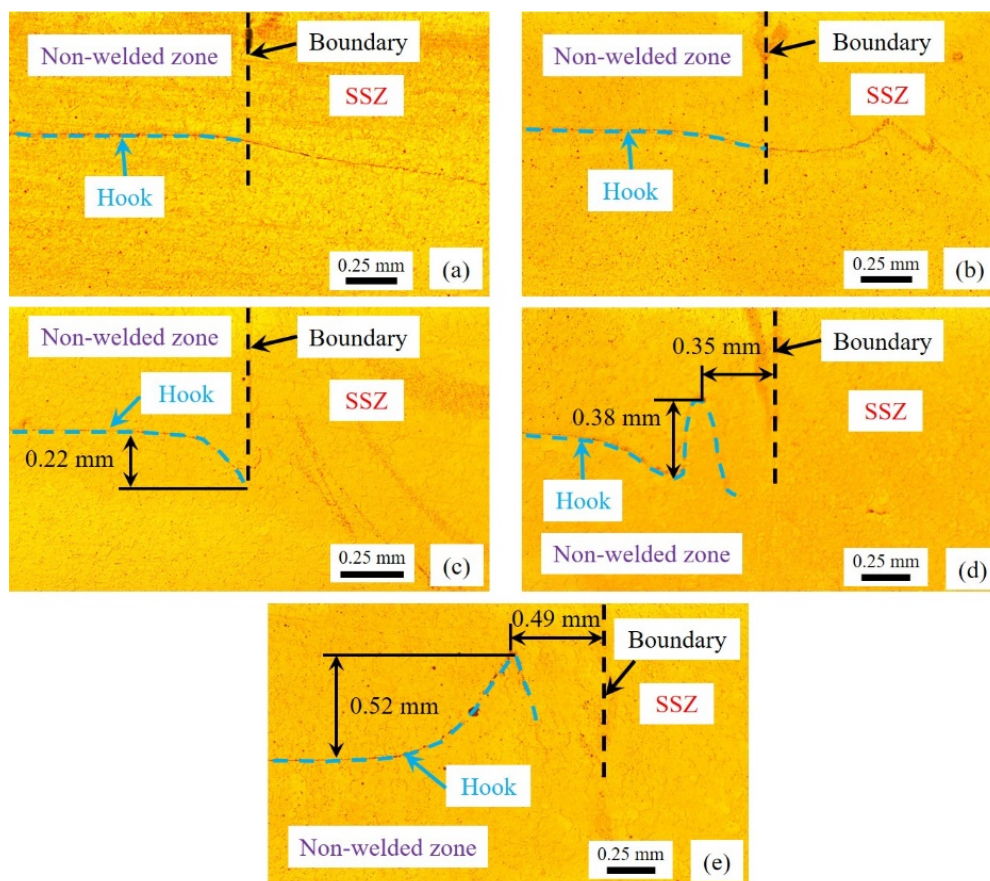 Non-welded zone
Boundary
SSZ
Hook
0.25 mm
(a)
Non-welded zone
Boundary
SSZ
Hook
0.25 mm
(b)
Non-welded zone
Boundary
Hook
SSZ
0.22 mm
0.25 mm
(c)
0.35 mm
Boundary
0.38 mm
SSZ
Hook
Non-welded zone
0.25 mm
(d)
0.49 mm
Boundary
0.52 mm
SSZ
Hook
Non-welded zone
0.25 mm
(e)